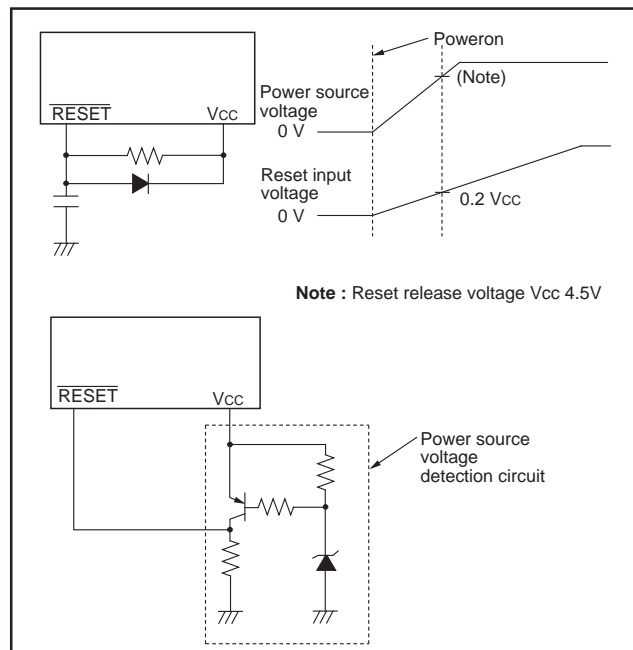 Poweron
RESET
VCC
(Note)
Power source
voltage
0 V
Reset input
voltage
0 V
0.2 VCC
Note : Reset release voltage Vcc 4.5V
RESET
VCC
Power source
voltage
detection circuit